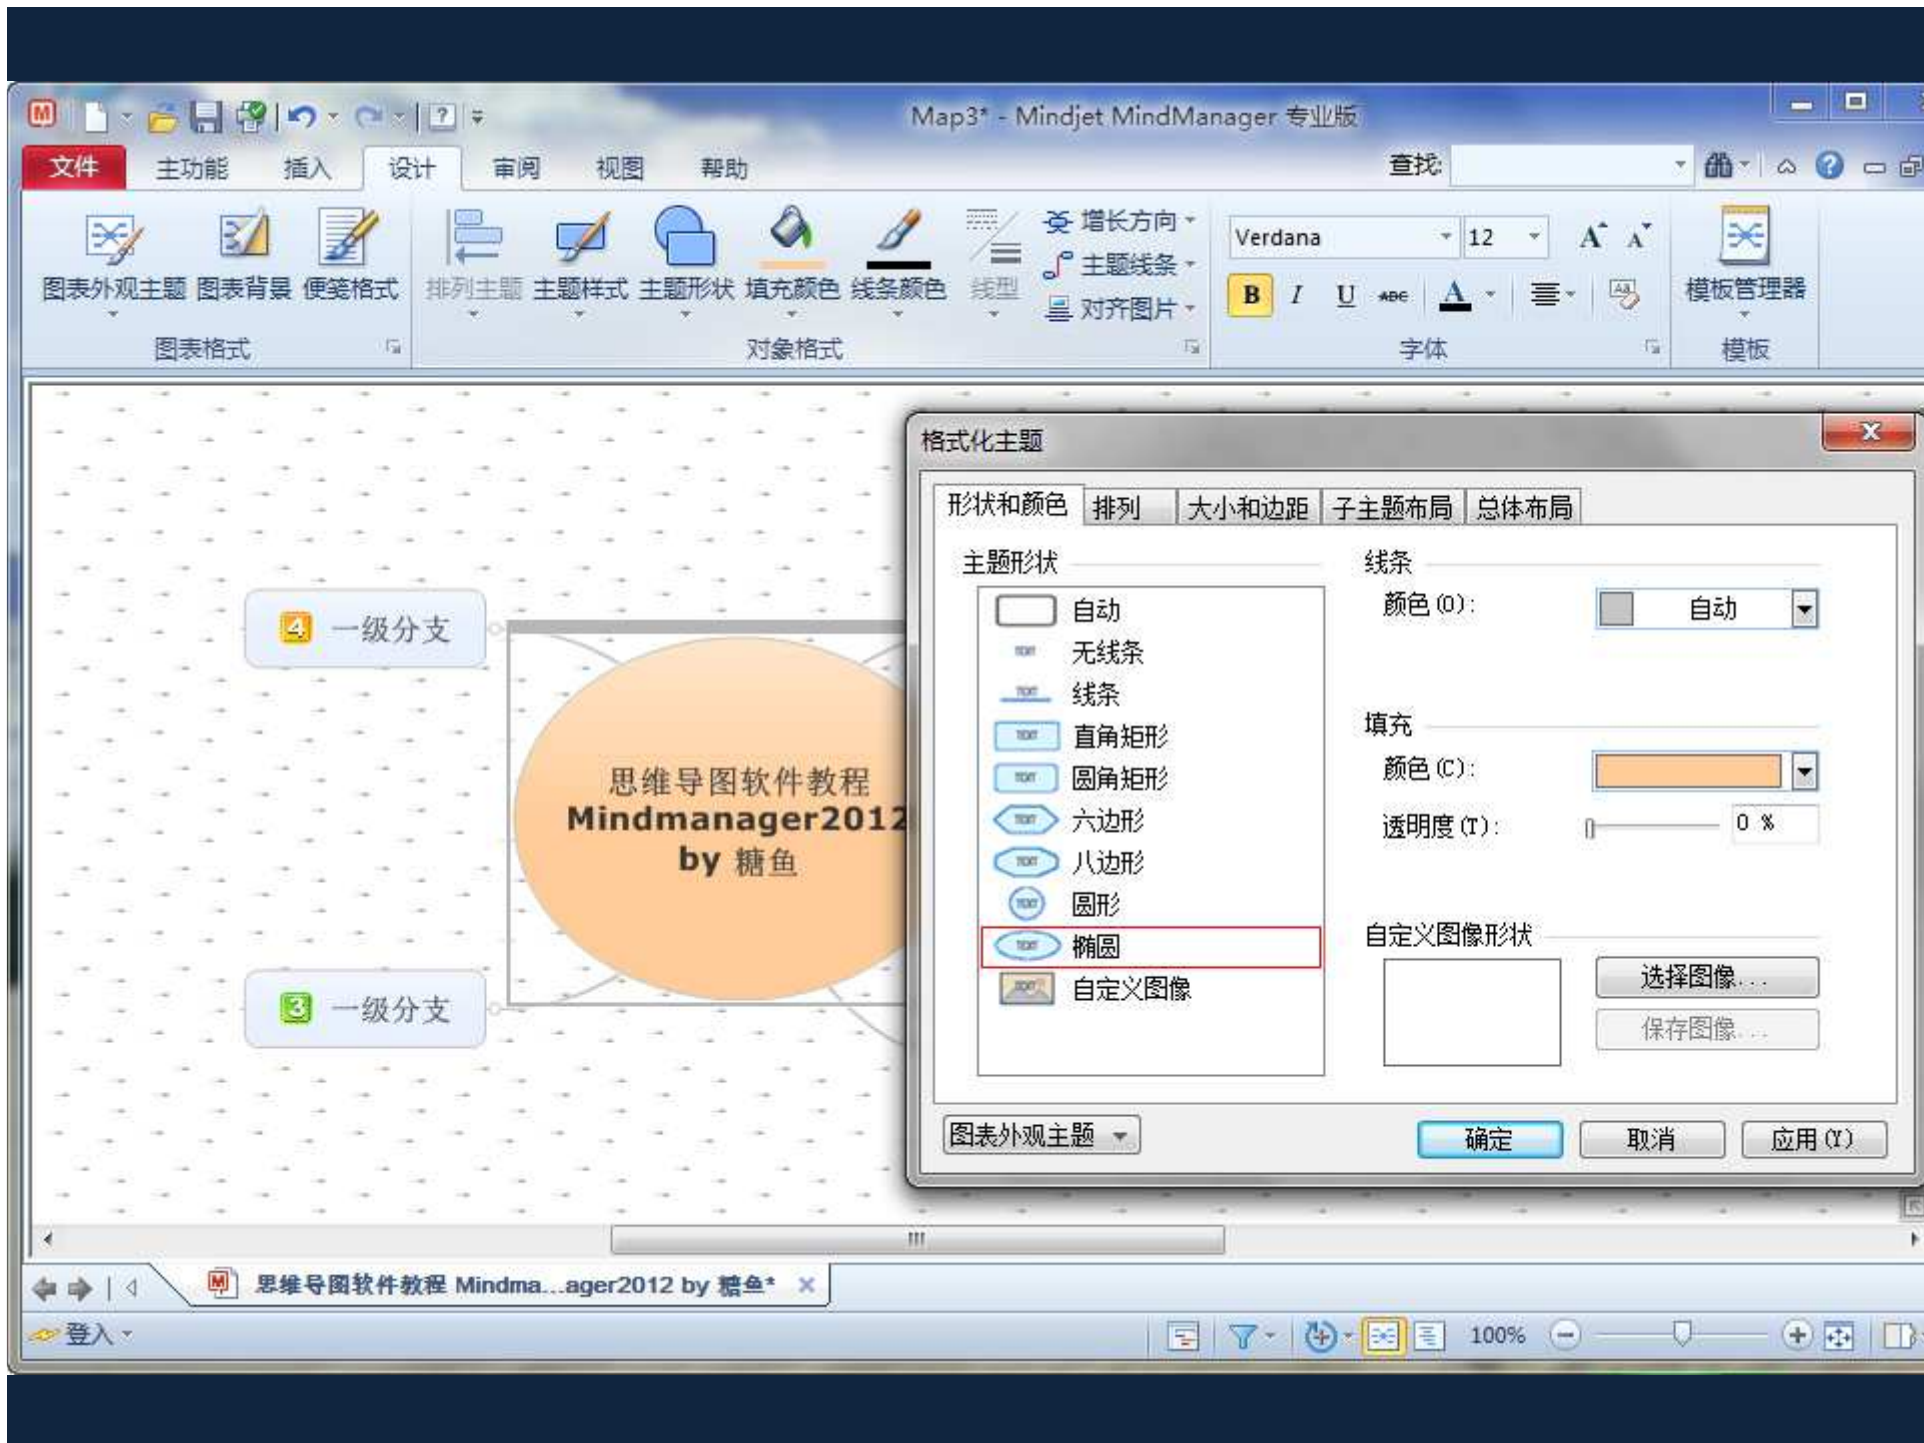 Map3* - Mindjet MindManager 专业版
文件 主功能 插入 设计 审阅 视图 帮助 查找:
增长方向
Verdana 12
主题线条
图表外观主题 图表背景 便笺格式 排列主题 主题样式 主题形状 填充颜色 线条颜色 线型 对齐图片 B I U ABC A 模板管理器
图表格式 对象格式 字体 模板
格式化主题
形状和颜色 排列 大小和边距 子主题布局 总体布局
主题形状
自动
无线条
线条
直角矩形
圆角矩形
六边形
八边形
圆形
椭圆
自定义图像
线条
颜色(O): 自动
填充
颜色(C):
透明度(T): 0 %
自定义图像形状
选择图像...
保存图像...
图表外观主题 确定 取消 应用(Y)
4 一级分支
思维导图软件教程
Mindmanager2012
by 糖鱼
3 一级分支
思维导图软件教程 Mindma...ager2012 by 糖鱼*
登入 100%